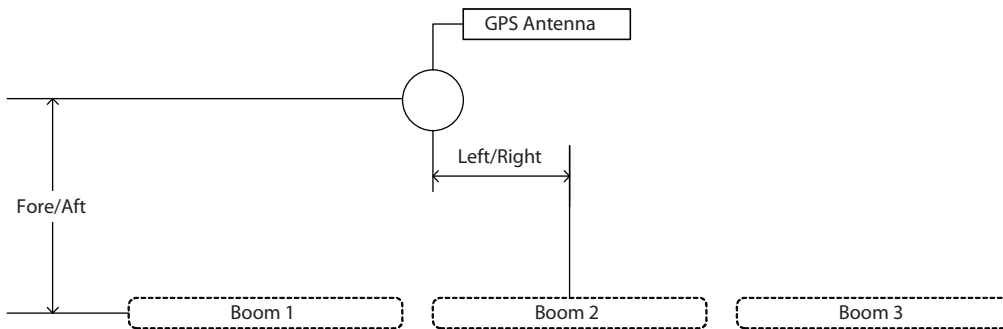 GPS Antenna
Left/Right
Fore/Aft
Boom 1
Boom 2
Boom 3